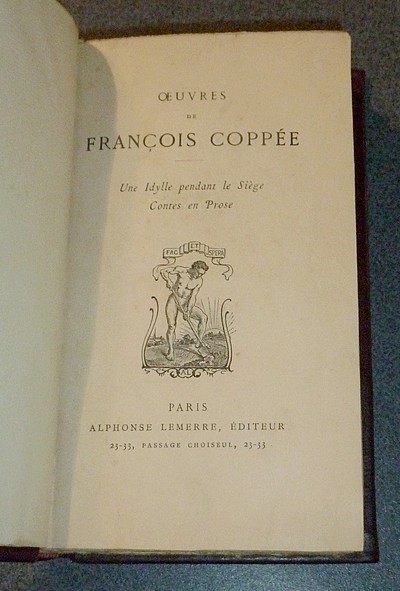 ŒUVRES
DE
FRANÇOIS COPPÉE
Une Idylle pendant le Siège
Contes en Prose
FAC ET SPERA
AL
PARIS
ALPHONSE LEMERRE, ÉDITEUR
23-33, PASSAGE CHOISEUL, 23-33